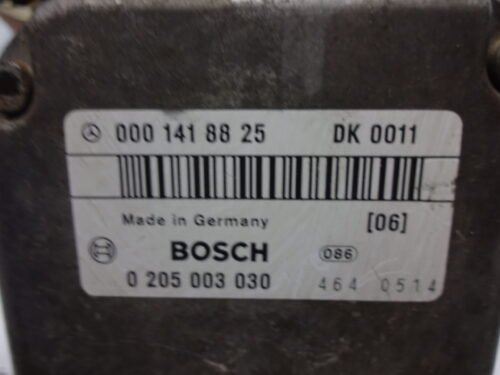 000 141 88 25 DK 0011
Made in Germany [06]
BOSCH 086
0 205 003 030 464 0514